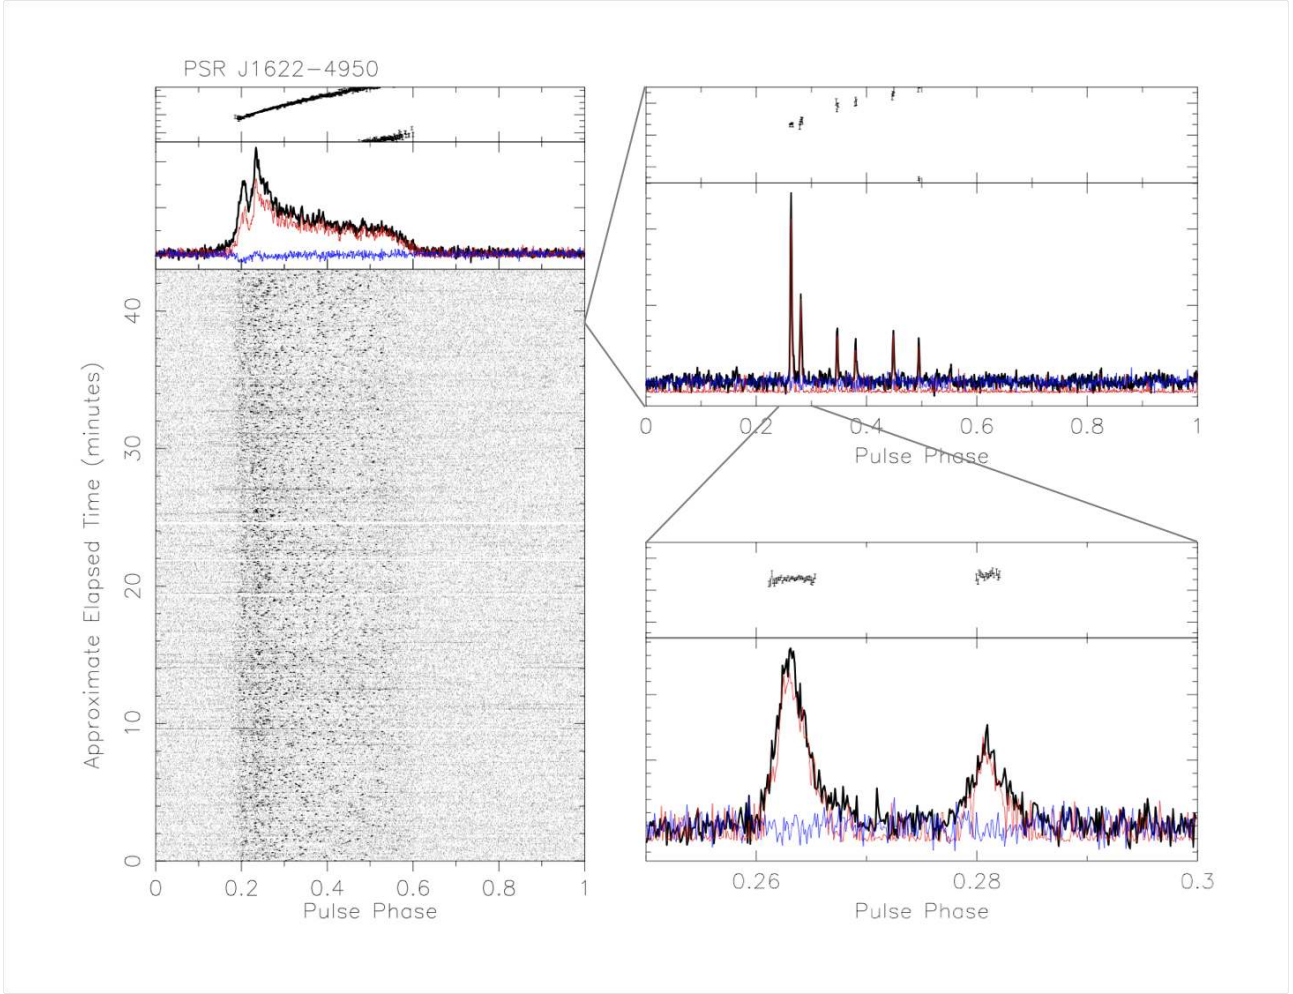 PSR J1622−4950
40
30
20
10
0
Approximate Elapsed Time (minutes)
0 0.2 0.4 0.6 0.8 1
Pulse Phase
0 0.2 0.4 0.6 0.8 1
Pulse Phase
0.26 0.28 0.3
Pulse Phase